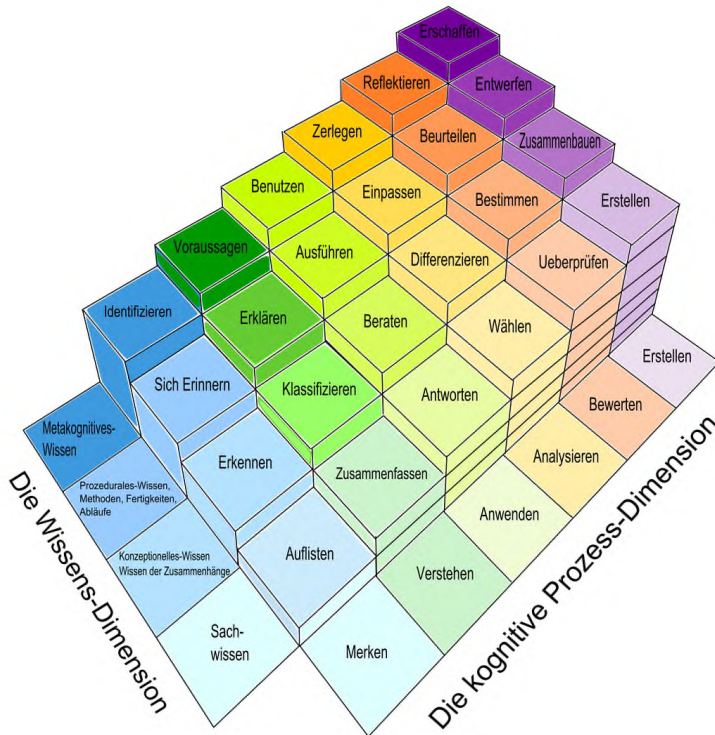 Erschaffen
Reflektieren
Entwerfen
Zerlegen
Beurteilen
Zusammenbauen
Benutzen
Einpassen
Bestimmen
Erstellen
Voraussagen
Ausführen
Differenzieren
Ueberprüfen
Identifizieren
Erklären
Beraten
Wählen
Erstellen
Sich Erinnern
Klassifizieren
Antworten
Bewerten
Metakognitives-
Wissen
Erkennen
Zusammenfassen
Analysieren
Prozedurales-Wissen,
Methoden, Fertigkeiten,
Abläufe
Auflisten
Anwenden
Konzeptionelles-Wissen
Wissen der Zusammenhänge
Verstehen
Sach-
wissen
Merken
Die Wissens-Dimension
Die kognitive Prozess-Dimension